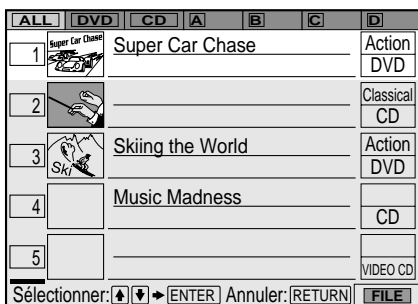 ALL DVD CD A B C D
1 Super Car Chase Super Car Chase Action
DVD
2 Classical
CD
3 Ski Skiing the World Action
DVD
4 Music Madness
CD
5 VIDEO CD
Sélectionner: ENTER Annuler: RETURN FILE